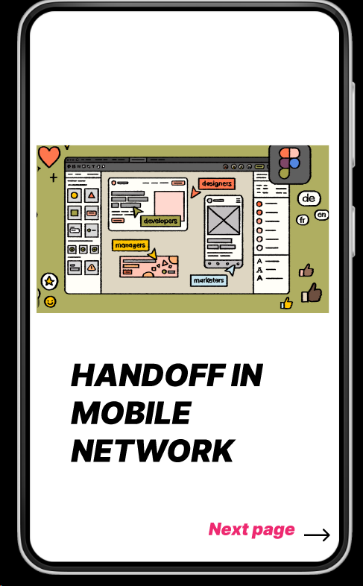 designers
de
en
developers
fr
managers
marketers
HANDOFF IN
MOBILE
NETWORK
Next page